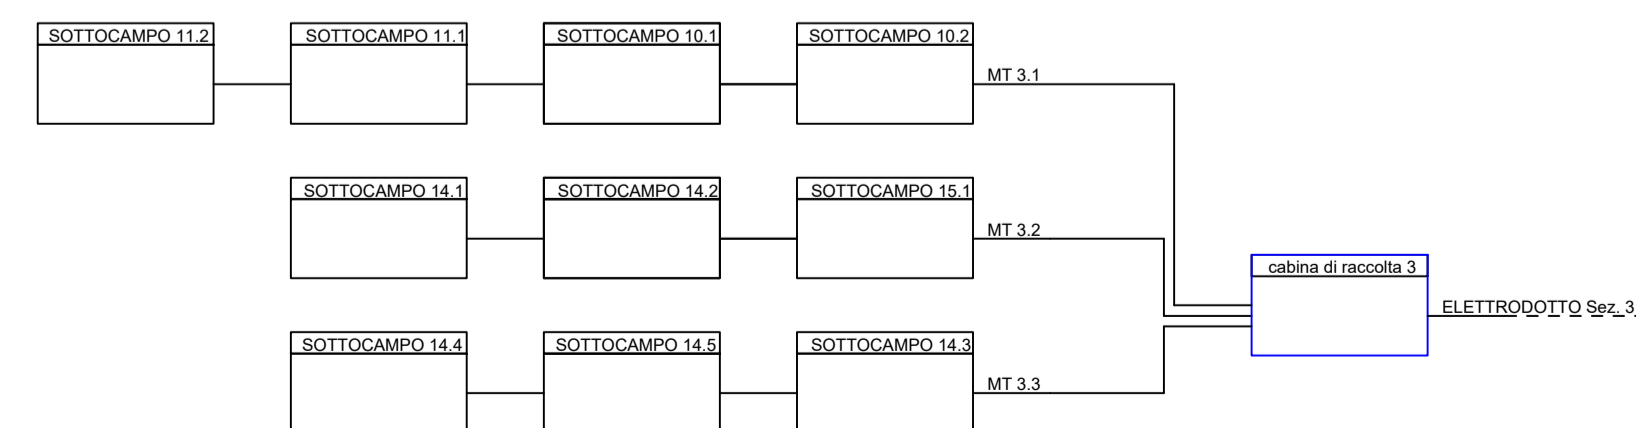 SOTTOCAMPO 11.2
SOTTOCAMPO 11.1
SOTTOCAMPO 10.1
SOTTOCAMPO 10.2
MT 3.1
SOTTOCAMPO 14.1
SOTTOCAMPO 14.2
SOTTOCAMPO 15.1
MT 3.2
cabina di raccolta 3
ELETTRODOTTO Sez. 3
SOTTOCAMPO 14.4
SOTTOCAMPO 14.5
SOTTOCAMPO 14.3
MT 3.3